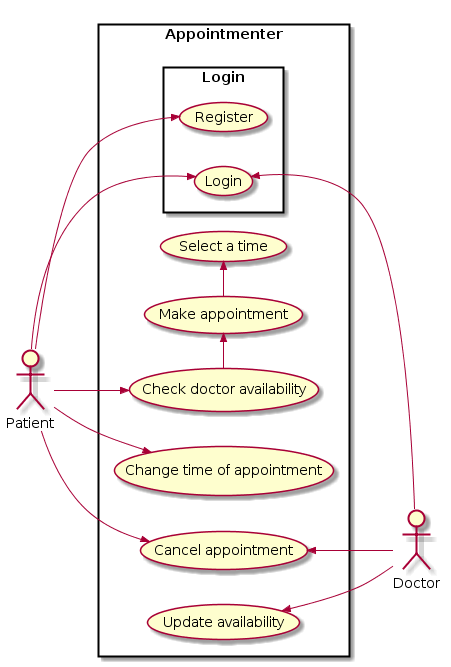 Appointmenter
Login
Register
Login
Select a time
Make appointment
Check doctor availability
Patient
Change time of appointment
Cancel appointment
Doctor
Update availability